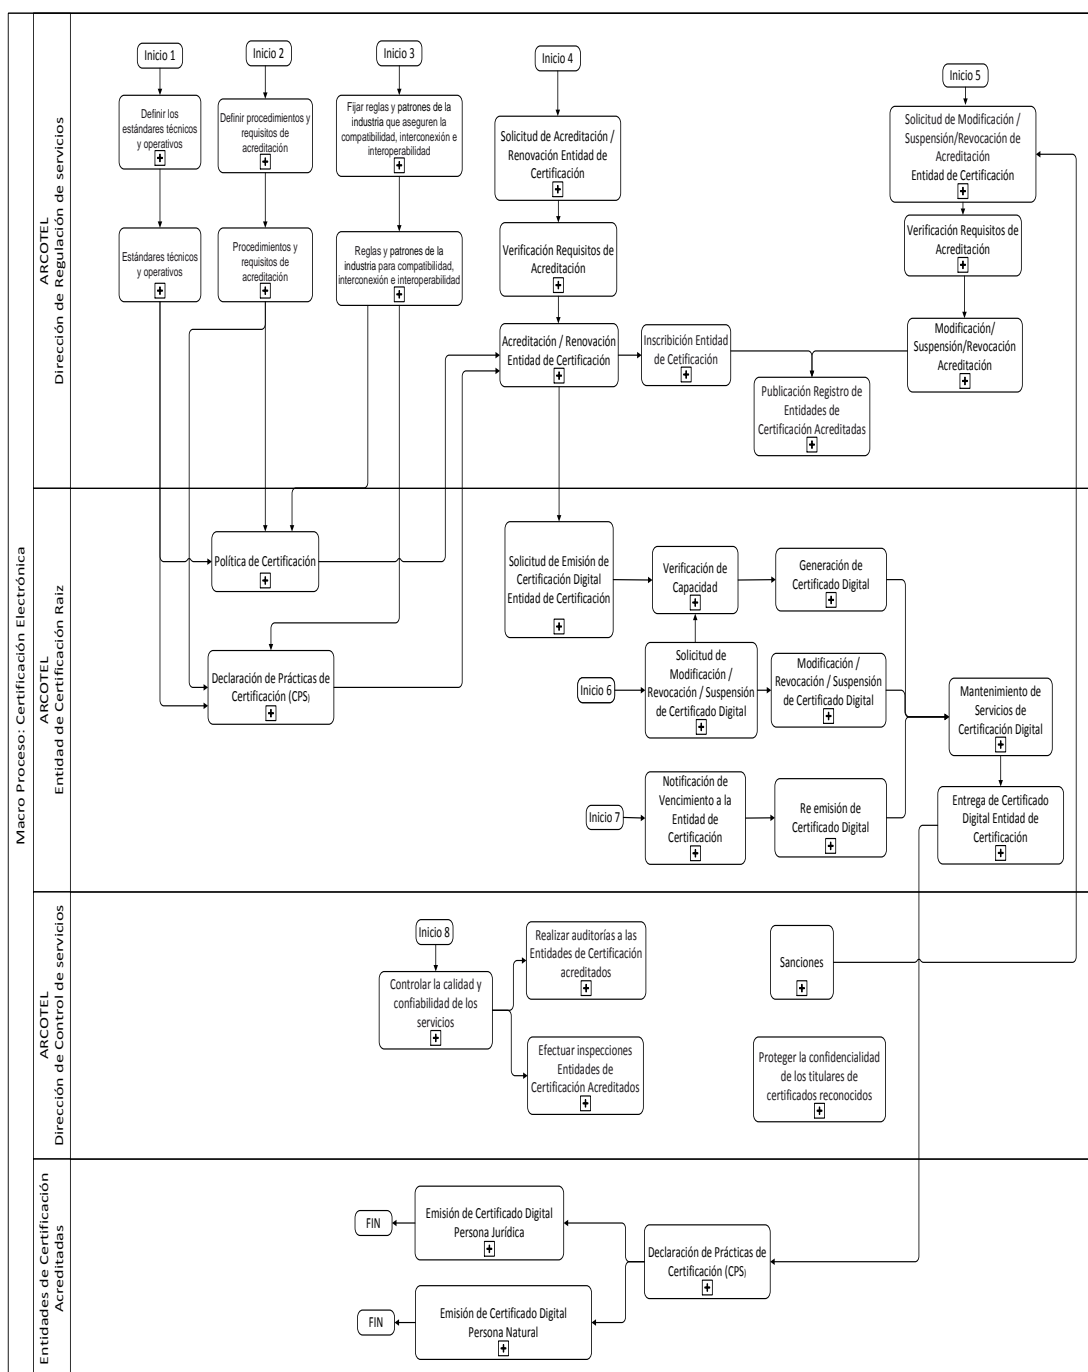 Macro Proceso: Certificación Electrónica
ARCOTEL
Dirección de Regulación de servicios
Inicio 1
Definir los
estándares técnicos
y operativos
Estándares técnicos
y operativos
Inicio 2
Definir procedimientos y
requisitos de
acreditación
Procedimientos y
requisitos de
acreditación
Inicio 3
Fijar reglas y patrones de la
industria que aseguren la
compatibilidad, interconexión e
interoperabilidad
Reglas y patrones de la
industria para compatibilidad,
interconexión e interoperabilidad
Inicio 4
Solicitud de Acreditación /
Renovación Entidad de
Certificación
Verificación Requisitos de
Acreditación
Acreditación / Renovación
Entidad de Certificación
Inscribición Entidad
de Cetificación
Publicación Registro de
Entidades de
Certificación Acreditadas
Inicio 5
Solicitud de Modificación /
Suspensión/Revocación de
Acreditación
Entidad de Certificación
Verificación Requisitos de
Acreditación
Modificación/
Suspensión/Revocación
Acreditación
ARCOTEL
Entidad de Certificación Raiz
Política de Certificación
Declaración de Prácticas de
Certificación (CPS)
Solicitud de Emisión de
Certificación Digital
Entidad de Certificación
Verificación de
Capacidad
Generación de
Certificado Digital
Inicio 6
Solicitud de
Modificación /
Revocación / Suspensión
de Certificado Digital
Modificación /
Revocación / Suspensión
de Certificado Digital
Mantenimiento de
Servicios de
Certificación Digital
Inicio 7
Notificación de
Vencimiento a la
Entidad de
Certificación
Re emisión de
Certificado Digital
Entrega de Certificado
Digital Entidad de
Certificación
ARCOTEL
Dirección de Control de servicios
Inicio 8
Controlar la calidad y
confiabilidad de los
servicios
Realizar auditorías a las
Entidades de Certificación
acreditados
Efectuar inspecciones
Entidades de
Certificación Acreditados
Sanciones
Proteger la confidencialidad
de los titulares de
certificados reconocidos
Entidades de Certificación
Acreditadas
FIN
Emisión de Certificado Digital
Persona Jurídica
Declaración de Prácticas de
Certificación (CPS)
FIN
Emisión de Certificado Digital
Persona Natural